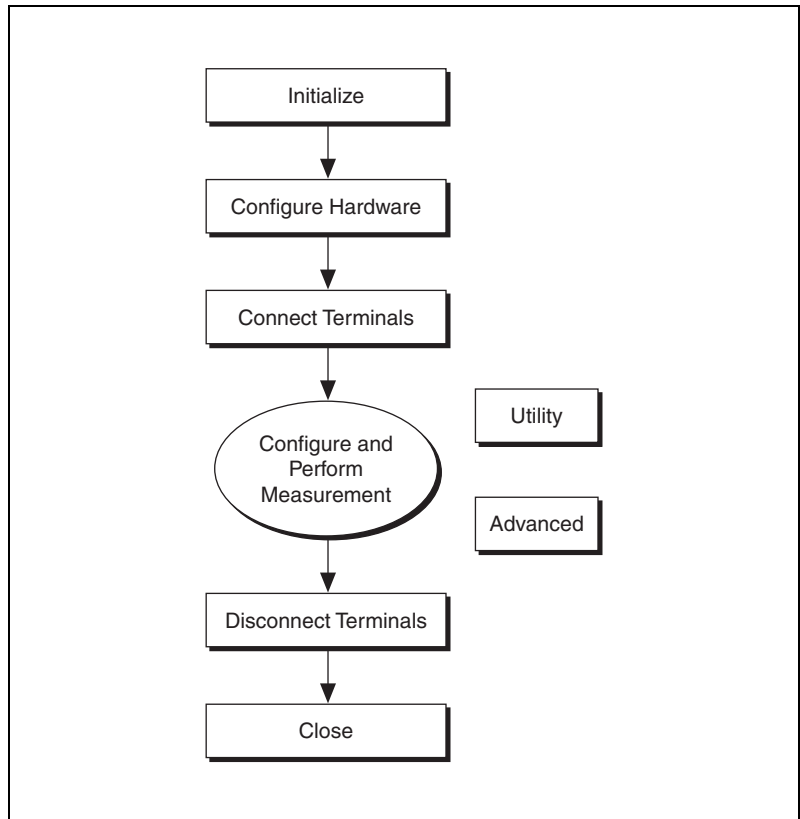 Initialize
Configure Hardware
Connect Terminals
Configure and
Perform
Measurement
Utility
Advanced
Disconnect Terminals
Close